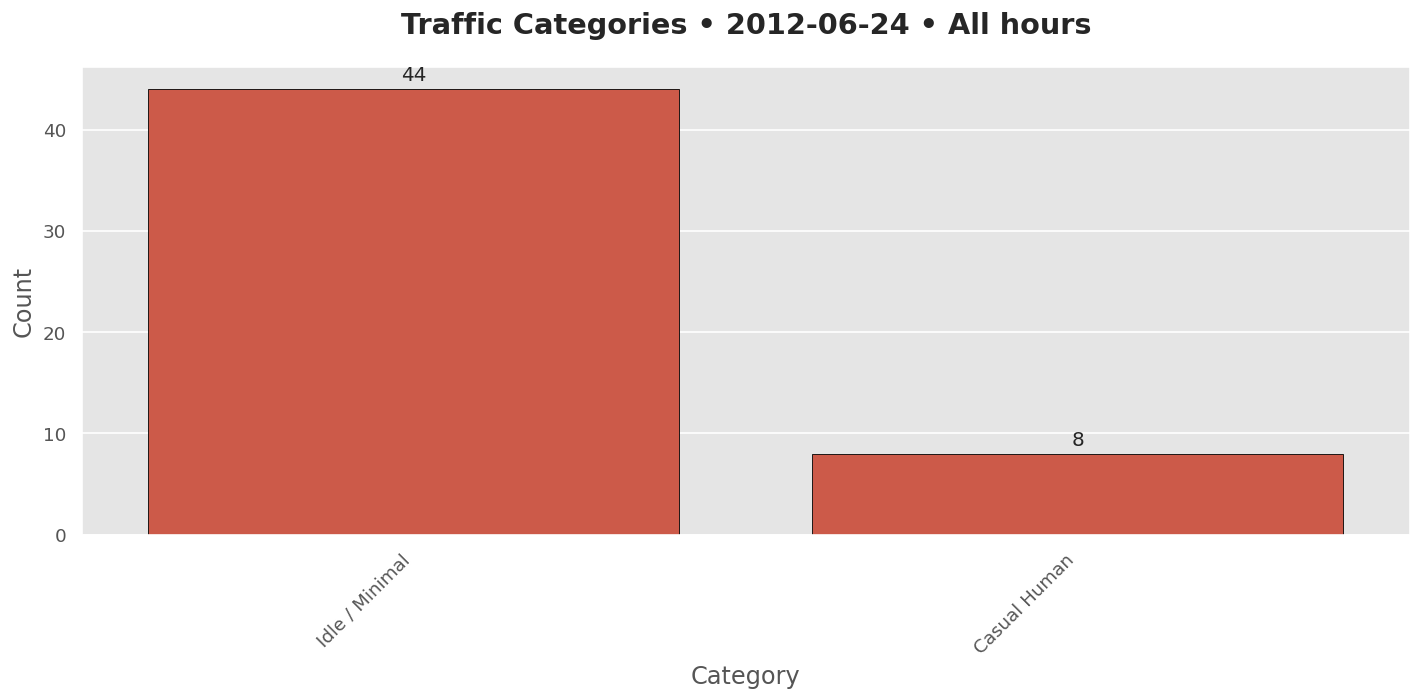 Traffic Categories • 2012-06-24 • All hours
44
40
30
20
10
0
8
Count
Idle / Minimal
Casual Human
Category